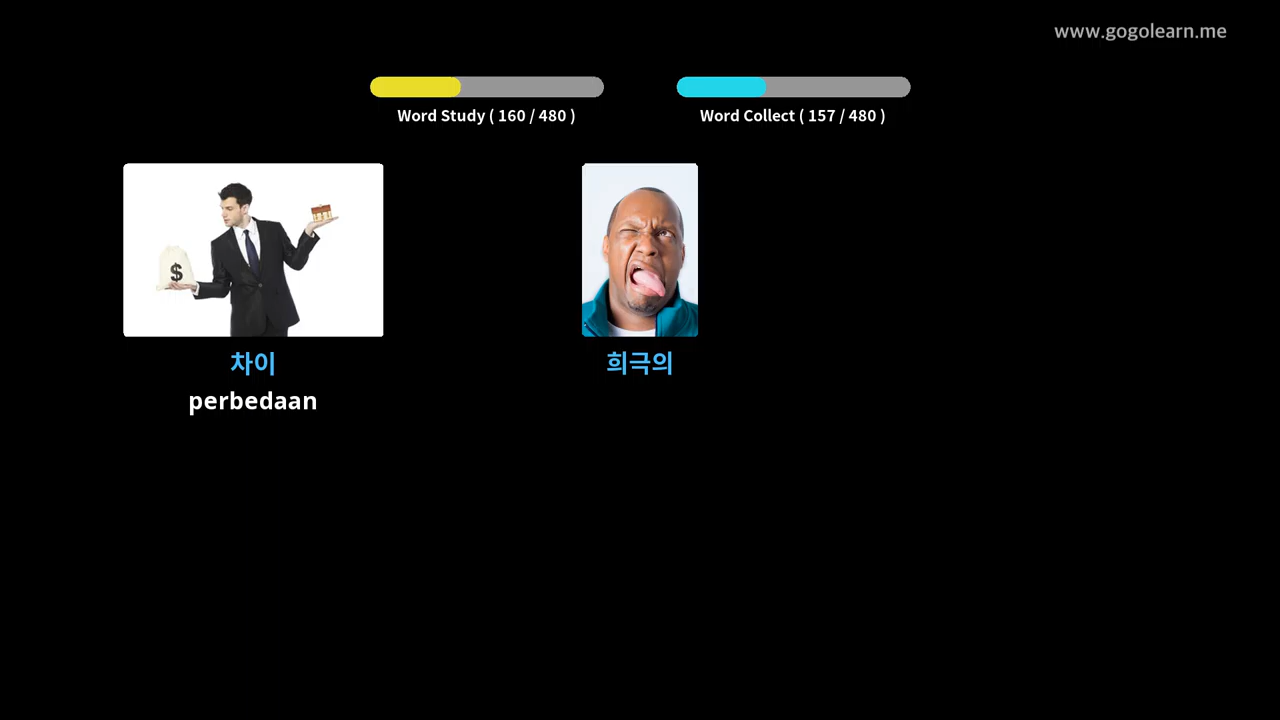 www.gogolearn.me
Word Study ( 160 / 480 )
Word Collect ( 157 / 480 )
$
차이
희극의
perbedaan